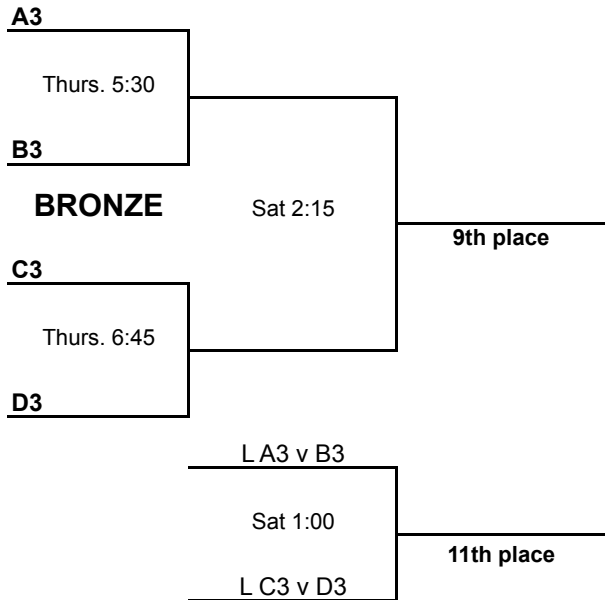 A3
Thurs. 5:30
B3
BRONZE
Sat 2:15
9th place
C3
Thurs. 6:45
D3
L A3 v B3
Sat 1:00
11th place
L C3 v D3